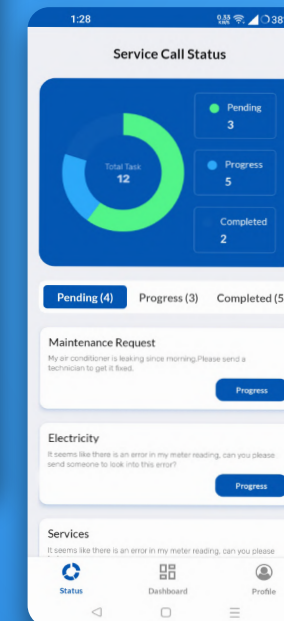 1:28
0.53 KB/S 38
Service Call Status
Total Task
12
Pending
3
Progress
5
Completed
2
Pending (4) Progress (3) Completed (5
Maintenance Request
My air conditioner is leaking since morning.Please send a
technician to get it fixed.
Progress
Electricity
It seems like there is an error in my meter reading, can you please
send someone to look into this error?
Progress
Services
It seems like there is an error in my meter reading, can you please
Status Dashboard Profile